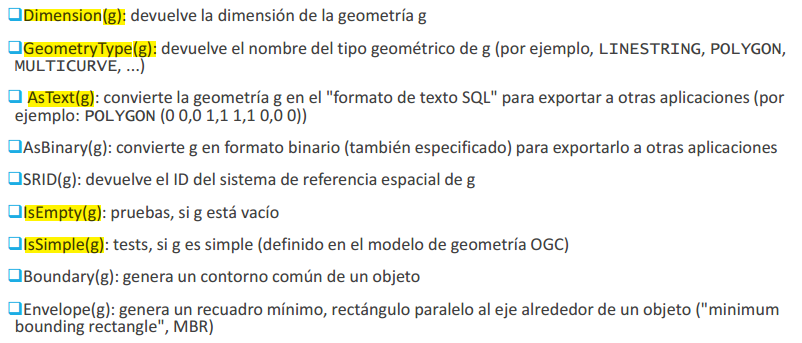 ❑Dimension(g): devuelve la dimensión de la geometría g
❑GeometryType(g): devuelve el nombre del tipo geométrico de g (por ejemplo, LINESTRING, POLYGON,
MULTICURVE, ...)
❑ AsText(g): convierte la geometría g en el "formato de texto SQL" para exportar a otras aplicaciones (por
ejemplo: POLYGON (0 0,0 1,1 1,1 0,0 0))
❑AsBinary(g): convierte g en formato binario (también especificado) para exportarlo a otras aplicaciones
❑SRID(g): devuelve el ID del sistema de referencia espacial de g
❑IsEmpty(g): pruebas, si g está vacío
❑IsSimple(g): tests, si g es simple (definido en el modelo de geometría OGC)
❑Boundary(g): genera un contorno común de un objeto
❑Envelope(g): genera un recuadro mínimo, rectángulo paralelo al eje alrededor de un objeto ("minimum
bounding rectangle", MBR)